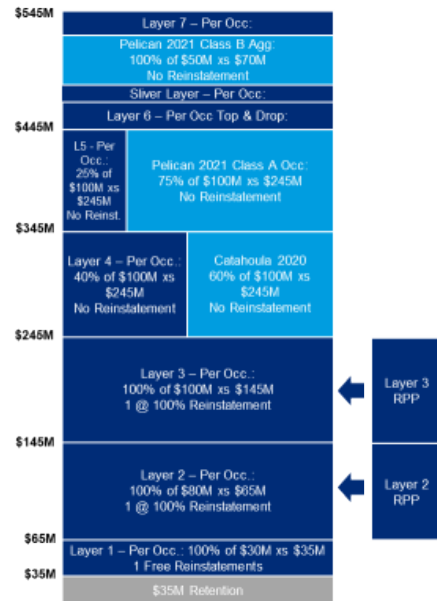 $545M
Layer 7 – Per Occ:
Pelican 2021 Class B Agg:
100% of $50M xs $70M
No Reinstatement
Sliver Layer – Per Occ:
Layer 6 – Per Occ Top & Drop:
$445M
L5 - Per
Occ.:
25% of
$100M xs
$245M
No Reinst.
Pelican 2021 Class A Occ:
75% of $100M xs $245M
No Reinstatement
$345M
Layer 4 – Per Occ.:
40% of $100M xs
$245M
No Reinstatement
Catahoula 2020
60% of $100M xs
$245M
No Reinstatement
$245M
Layer 3 – Per Occ.:
100% of $100M xs $145M
1 @ 100% Reinstatement
Layer 3
RPP
$145M
Layer 2 – Per Occ.:
100% of $80M xs $65M
1 @ 100% Reinstatement
Layer 2
RPP
$65M
Layer 1 – Per Occ.: 100% of $30M xs $35M
1 Free Reinstatements
$35M
$35M Retention